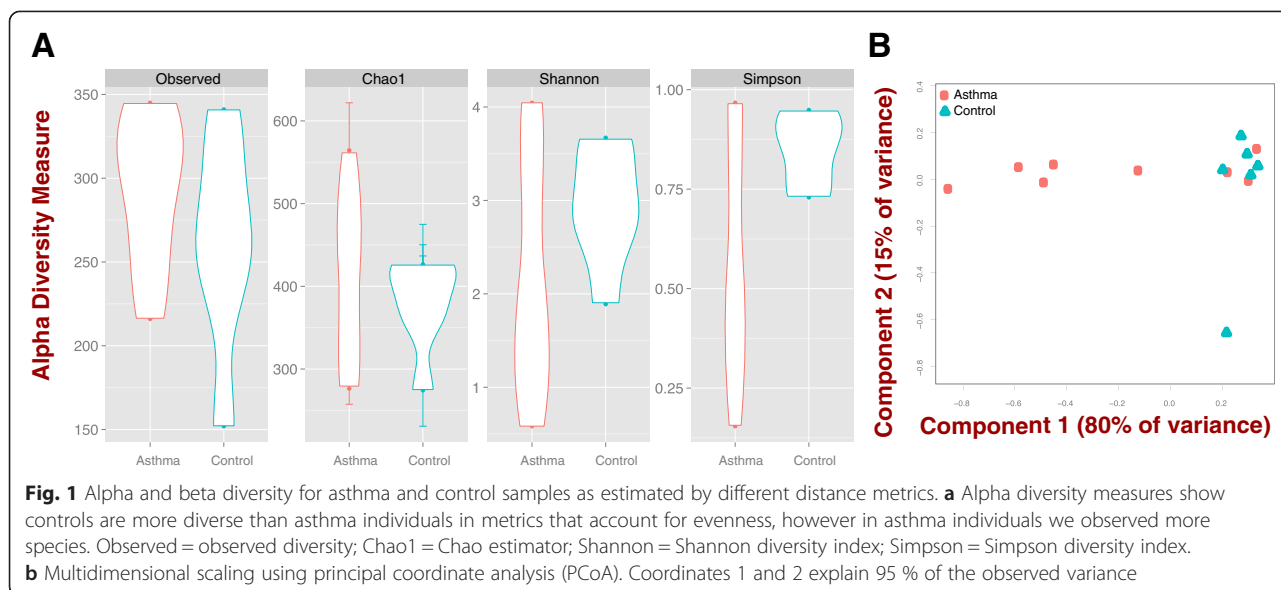 A
B
Observed
Chao1
Shannon
Simpson
Alpha Diversity Measure
350
300
250
200
150
600
500
400
300
4
3
2
1
1.00
0.75
0.50
0.25
Asthma Control
Asthma Control
Asthma Control
Asthma Control
Asthma
Control
Component 2 (15% of variance)
0.4
0.2
0.0
−0.2
−0.4
−0.6
−0.8
−0.8 −0.6 −0.4 −0.2 0.0 0.2
Component 1 (80% of variance)
Fig. 1 Alpha and beta diversity for asthma and control samples as estimated by different distance metrics. a Alpha diversity measures show
controls are more diverse than asthma individuals in metrics that account for evenness, however in asthma individuals we observed more
species. Observed = observed diversity; Chao1 = Chao estimator; Shannon = Shannon diversity index; Simpson = Simpson diversity index.
b Multidimensional scaling using principal coordinate analysis (PCoA). Coordinates 1 and 2 explain 95 % of the observed variance